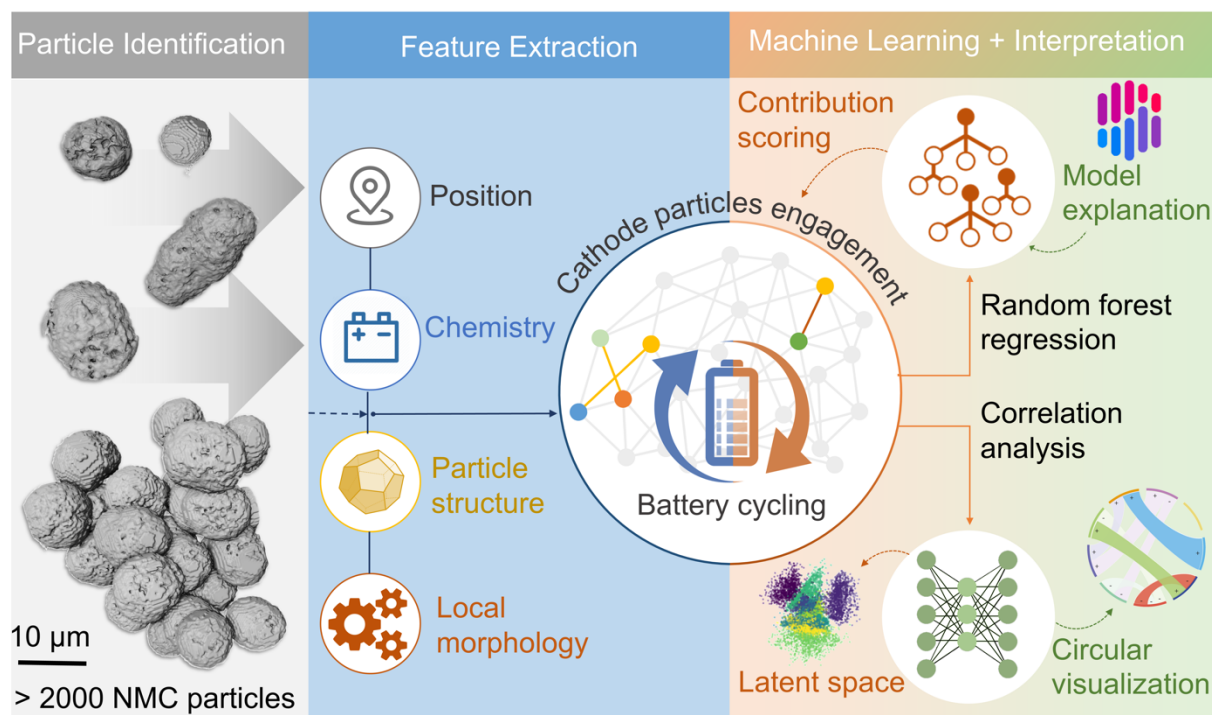 Particle Identification
Feature Extraction
Machine Learning + Interpretation
10 μm
> 2000 NMC particles
Position
Chemistry
Particle
structure
Local
morphology
Cathode particles engagement
Battery cycling
Contribution
scoring
Model
explanation
Random forest
regression
Correlation
analysis
Latent space
Circular
visualization